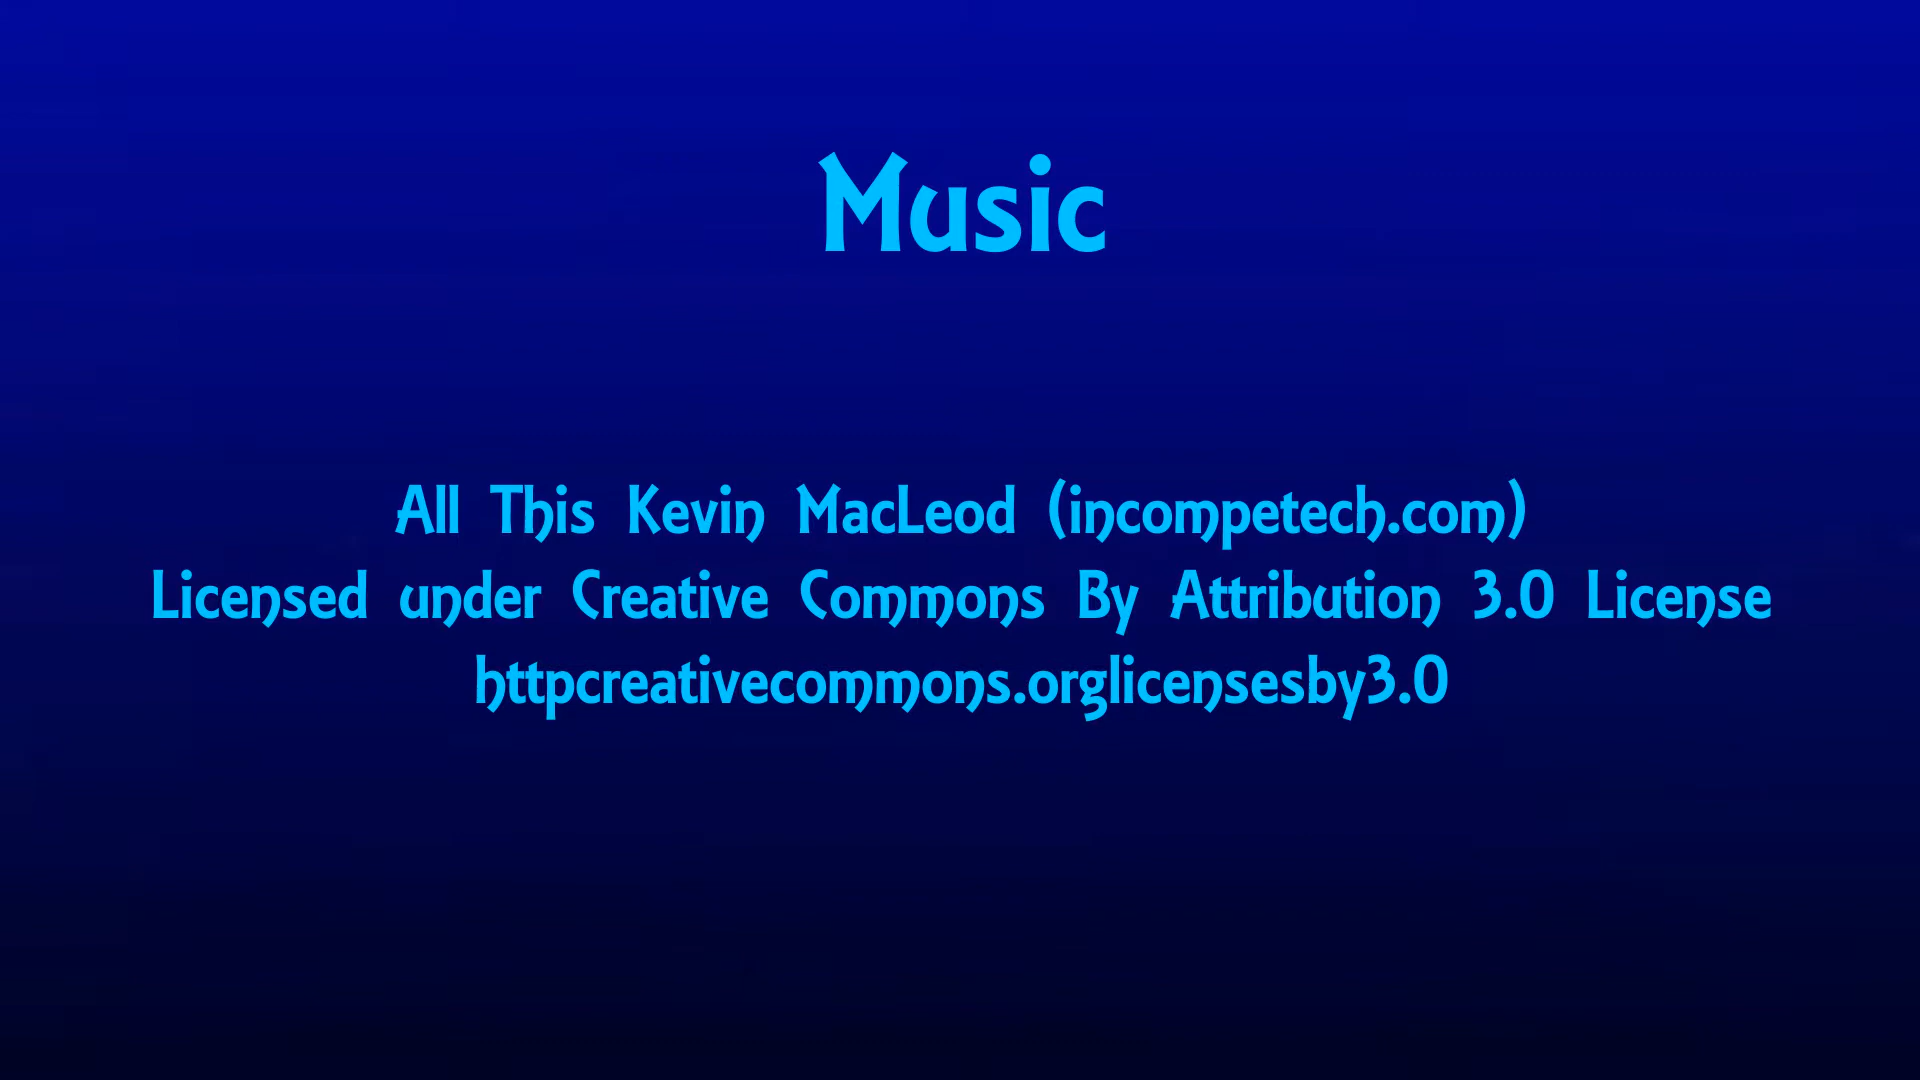 Music
All This Kevin MacLeod (incompetech.com)
Licensed under Creative Commons By Attribution 3.0 License
httpcreativecommons.orglicensesby3.0